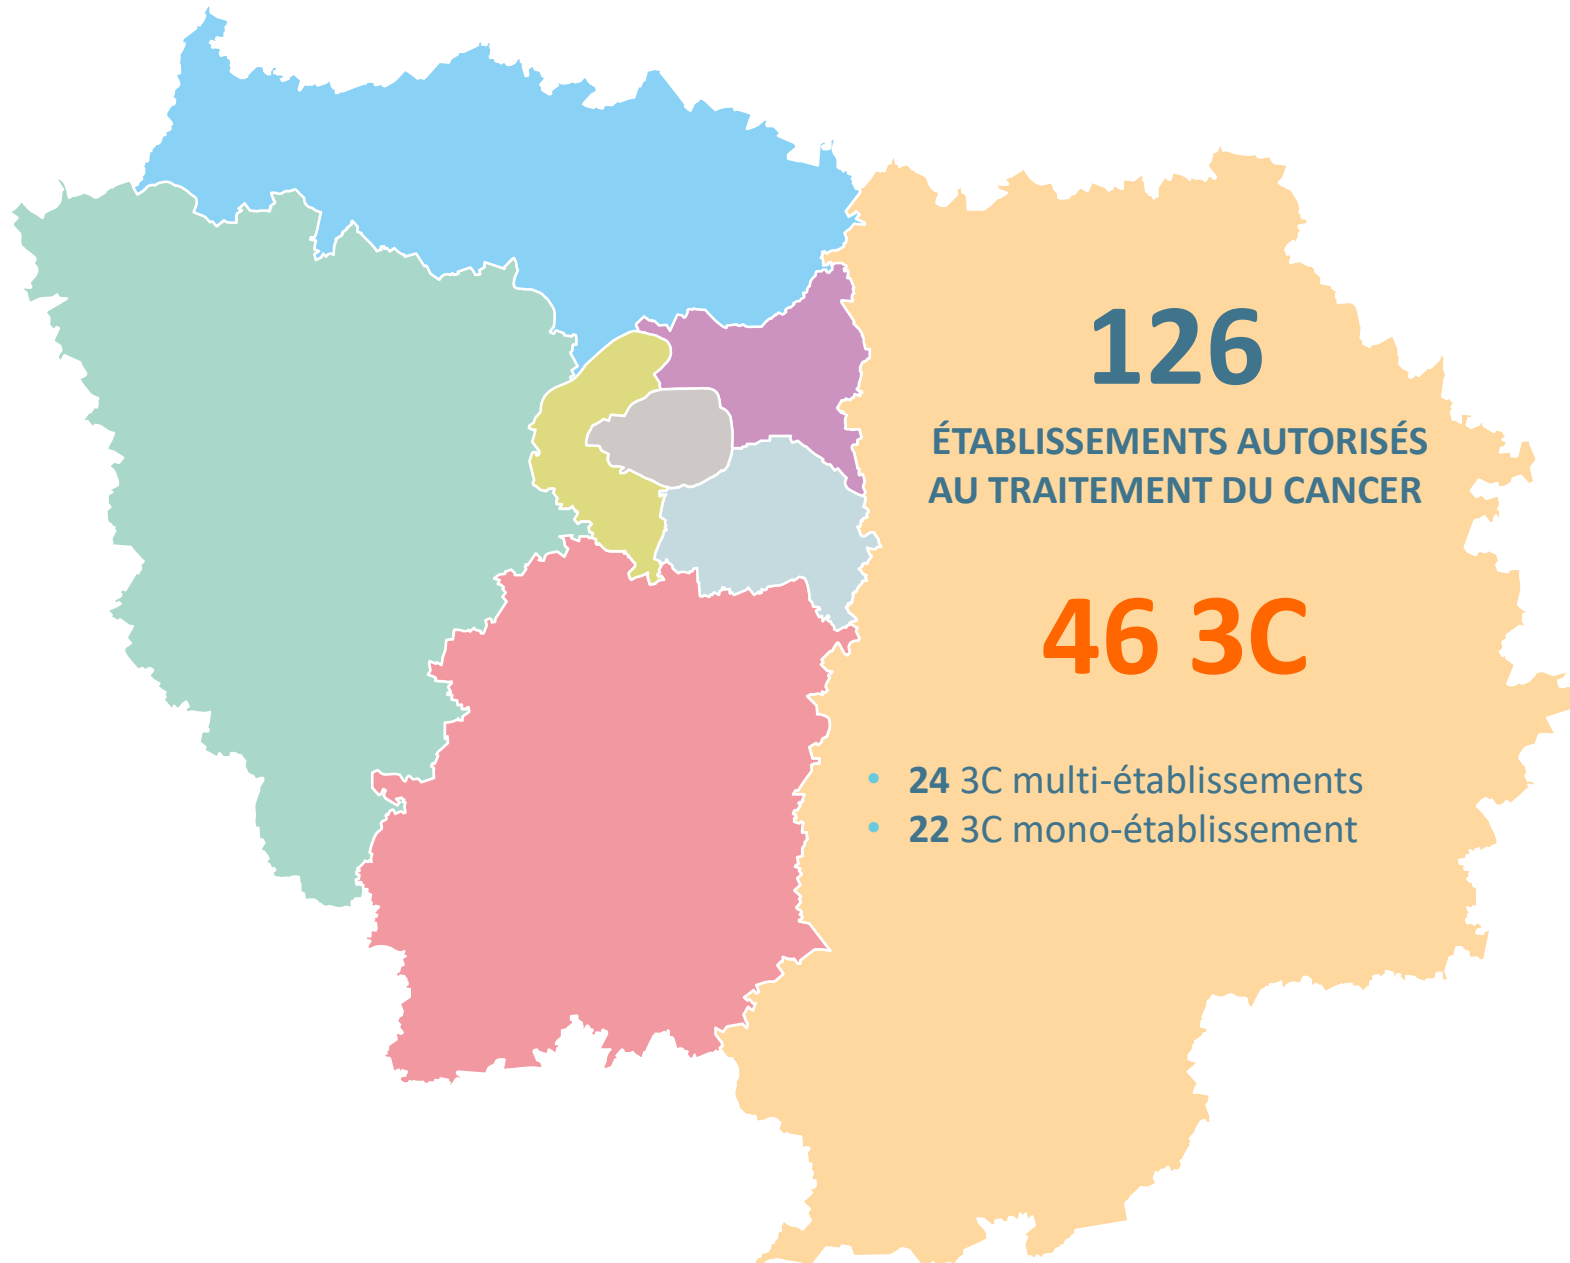 126
ÉTABLISSEMENTS AUTORISÉS
AU TRAITEMENT DU CANCER
46 3C
• 24 3C multi-établissements
• 22 3C mono-établissement